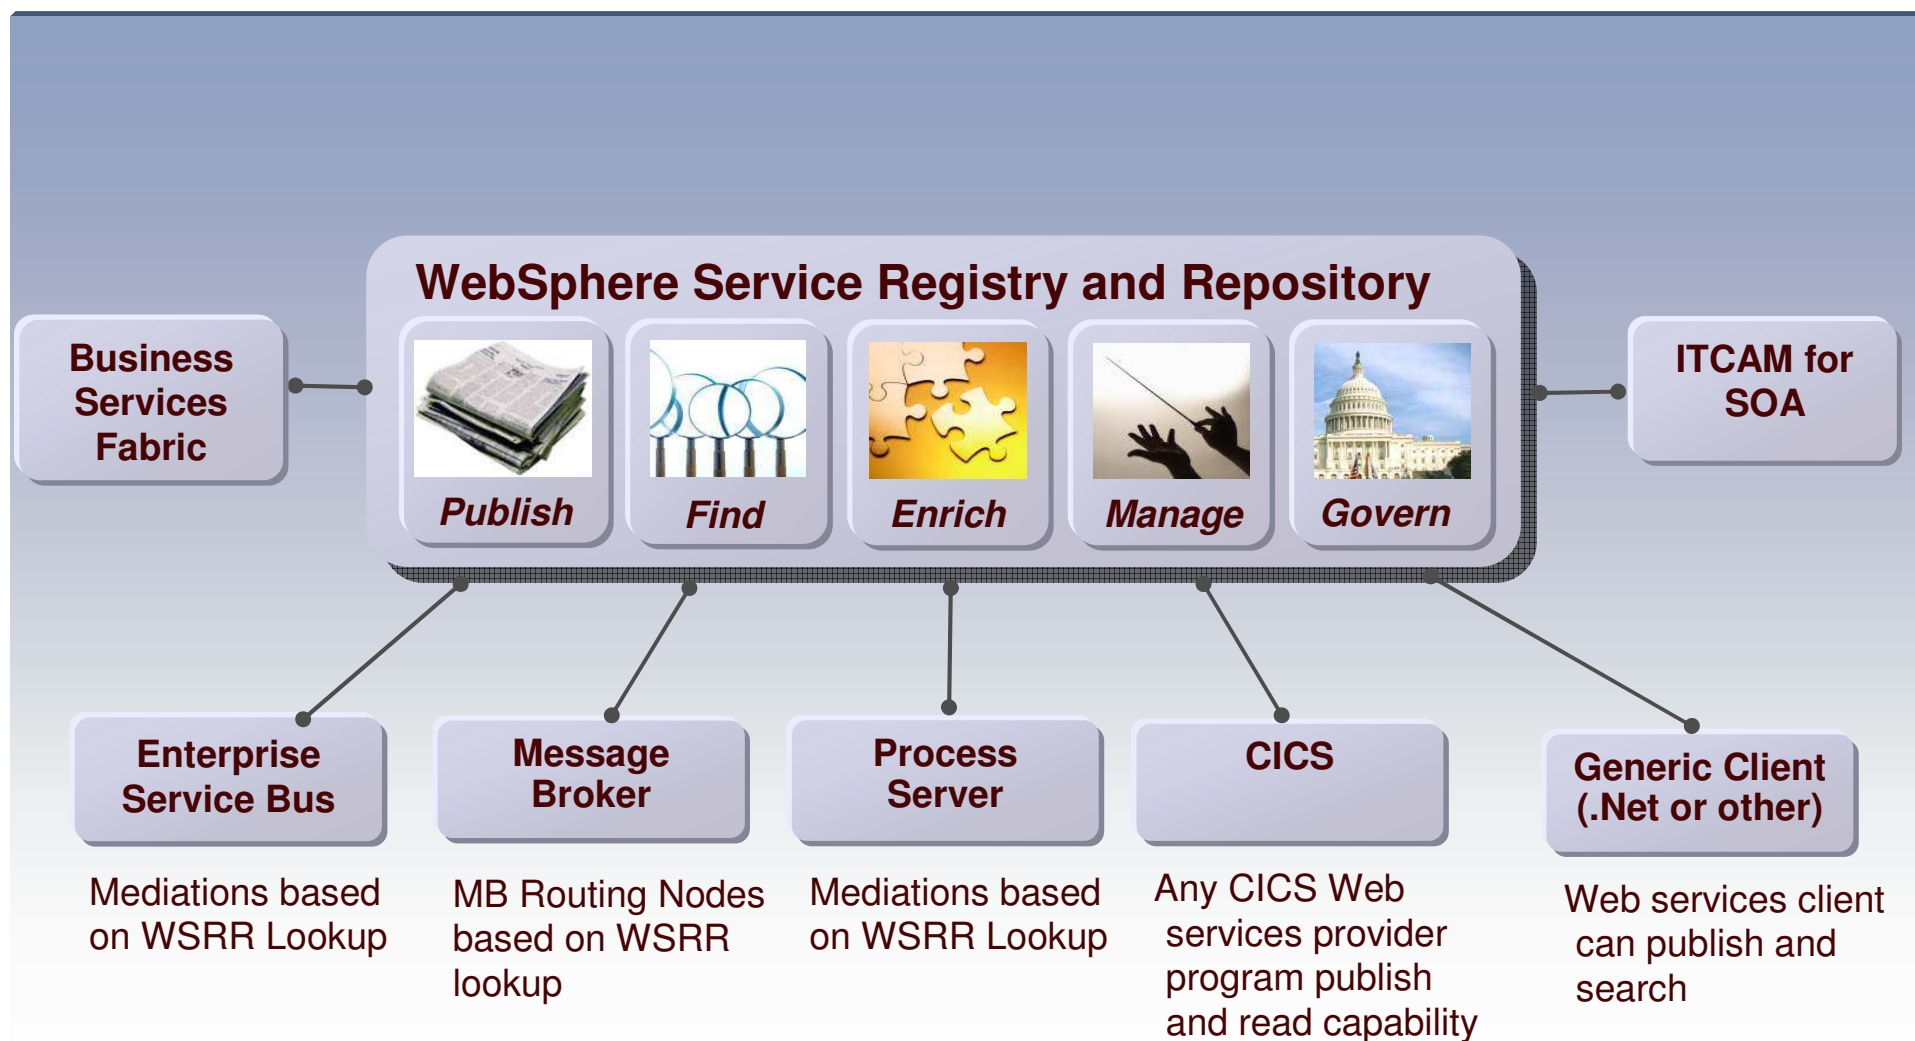 WebSphere Service Registry and Repository
Business
Services
Fabric
Publish
Find
Enrich
Manage
Govern
ITCAM for
SOA
Enterprise
Service Bus
Mediations based
on WSRR Lookup
Message
Broker
MB Routing Nodes
based on WSRR
lookup
Process
Server
Mediations based
on WSRR Lookup
CICS
Any CICS Web
services provider
program publish
and read capability
Generic Client
(.Net or other)
Web services client
can publish and
search